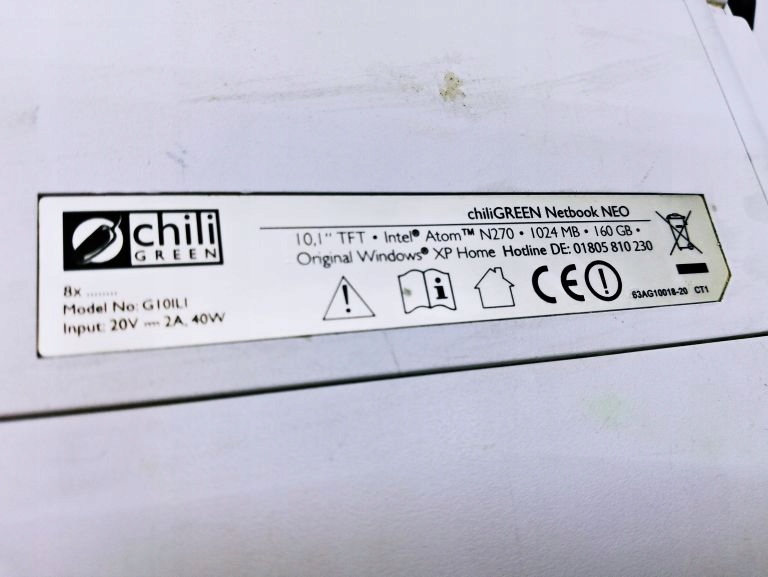 chili
GREEN
8x ........
Model No: G10IL1
Input: 20V ⎓ 2A, 40W
chiliGREEN Netbook NEO
10,1" TFT • Intel® Atom™ N270 • 1024 MB • 160 GB •
Original Windows® XP Home Hotline DE: 01805 810 230
CE
63AG10018-20 CT1